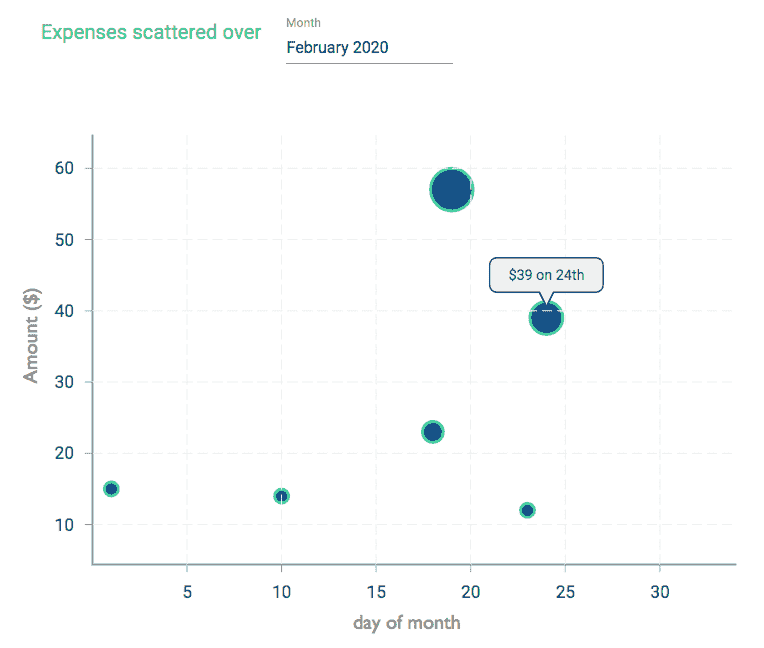 Expenses scattered over
Month
February 2020
60
50
40
30
20
10
Amount ($)
$39 on 24th
5 10 15 20 25 30
day of month